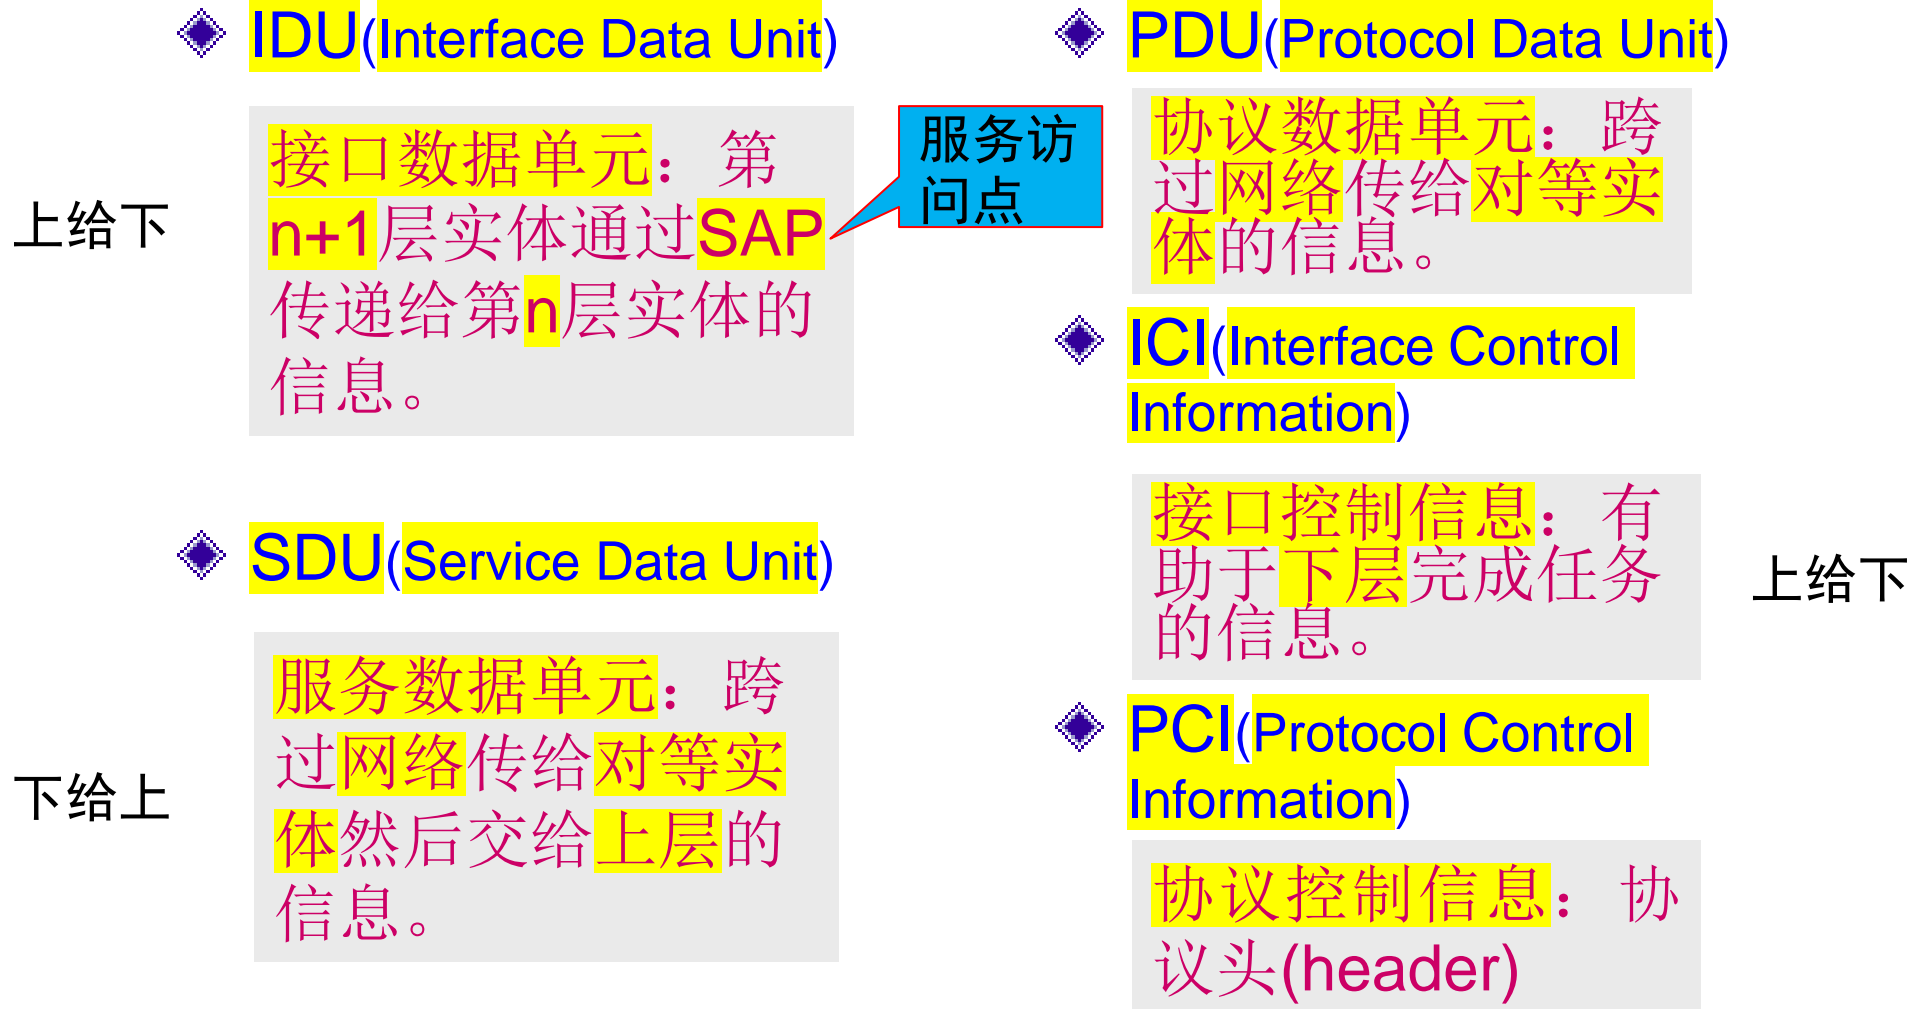 IDU(Interface Data Unit)
接口数据单元：第
n+1层实体通过SAP
传递给第n层实体的
信息。
服务访
问点
上给下
SDU(Service Data Unit)
服务数据单元：跨
过网络传给对等实
体然后交给上层的
信息。
下给上
PDU(Protocol Data Unit)
协议数据单元：跨
过网络传给对等实
体的信息。
ICI(Interface Control
Information)
接口控制信息：有
助于下层完成任务
的信息。
上给下
PCI(Protocol Control
Information)
协议控制信息：协
议头(header)